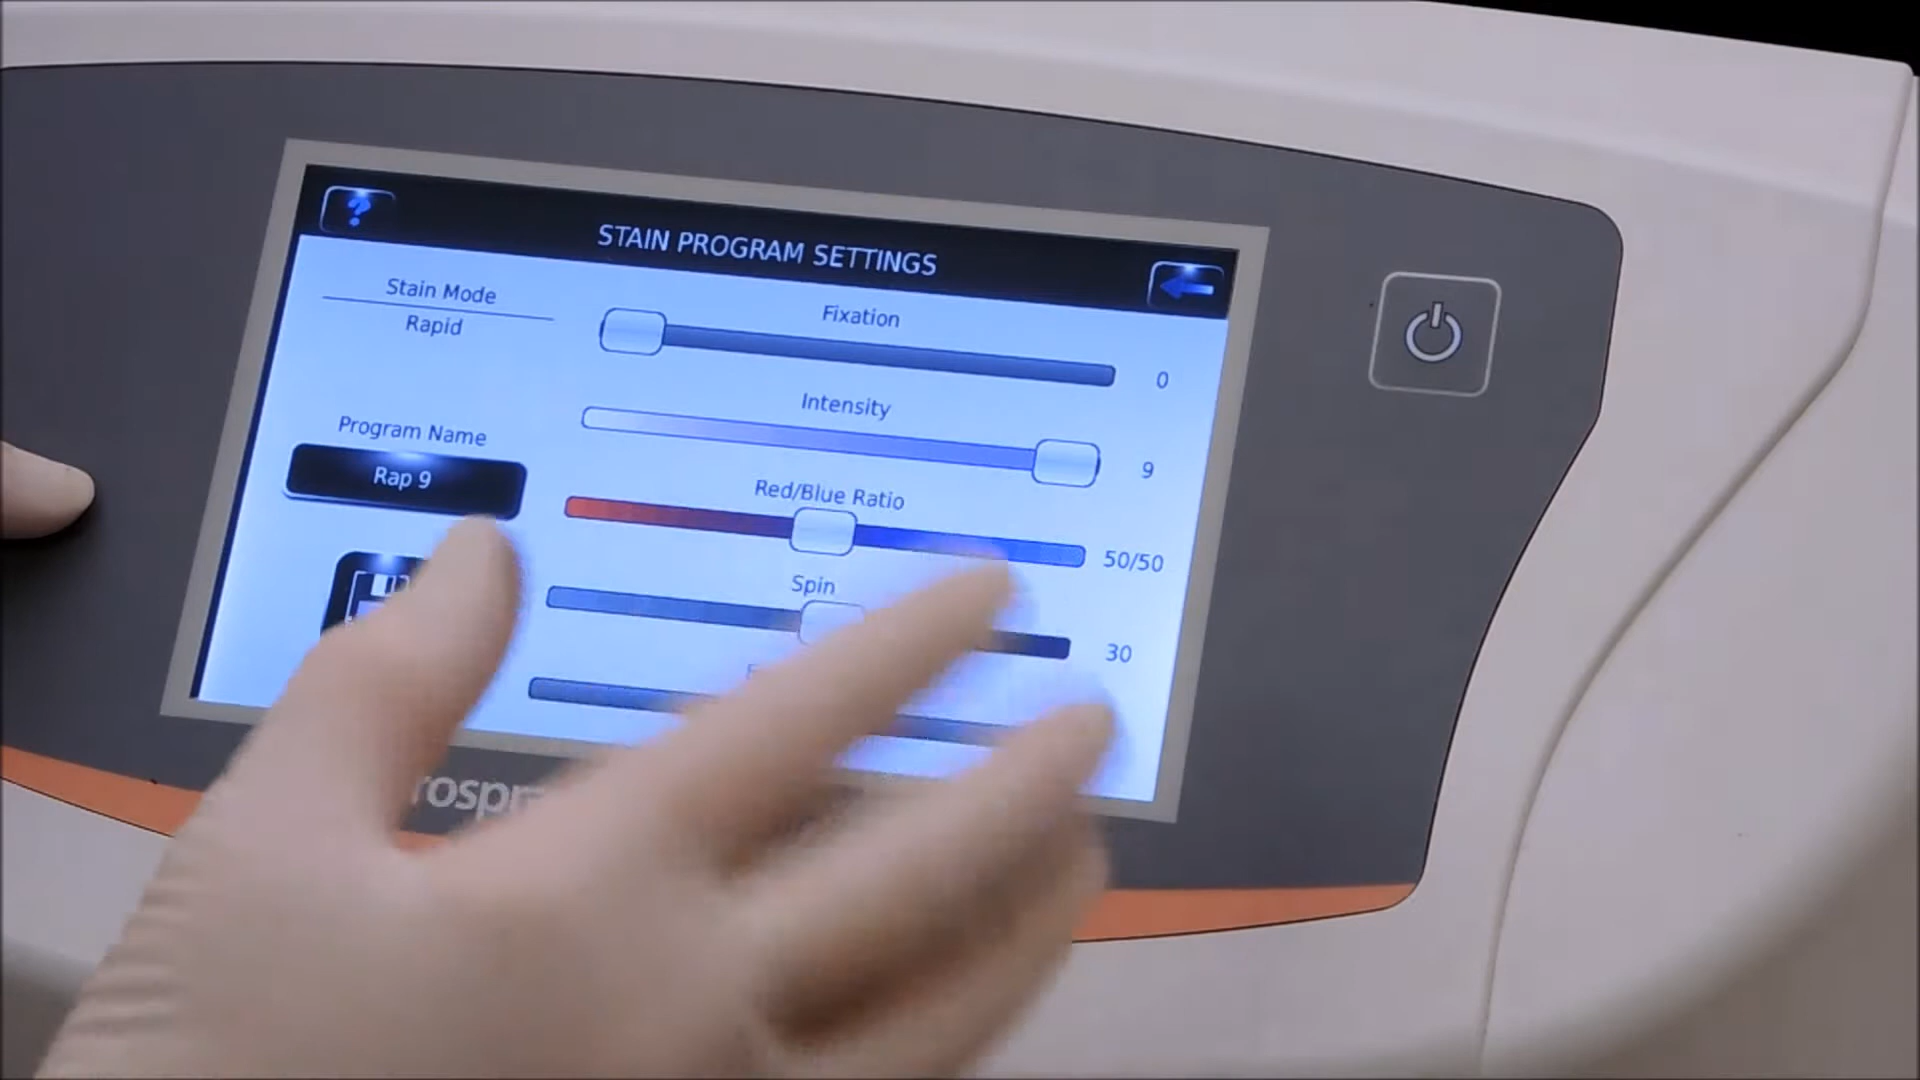 ?
STAIN PROGRAM SETTINGS
Stain Mode
Rapid
Fixation
0
Intensity
9
Program Name
Rap 9
Red/Blue Ratio
50/50
Spin
30